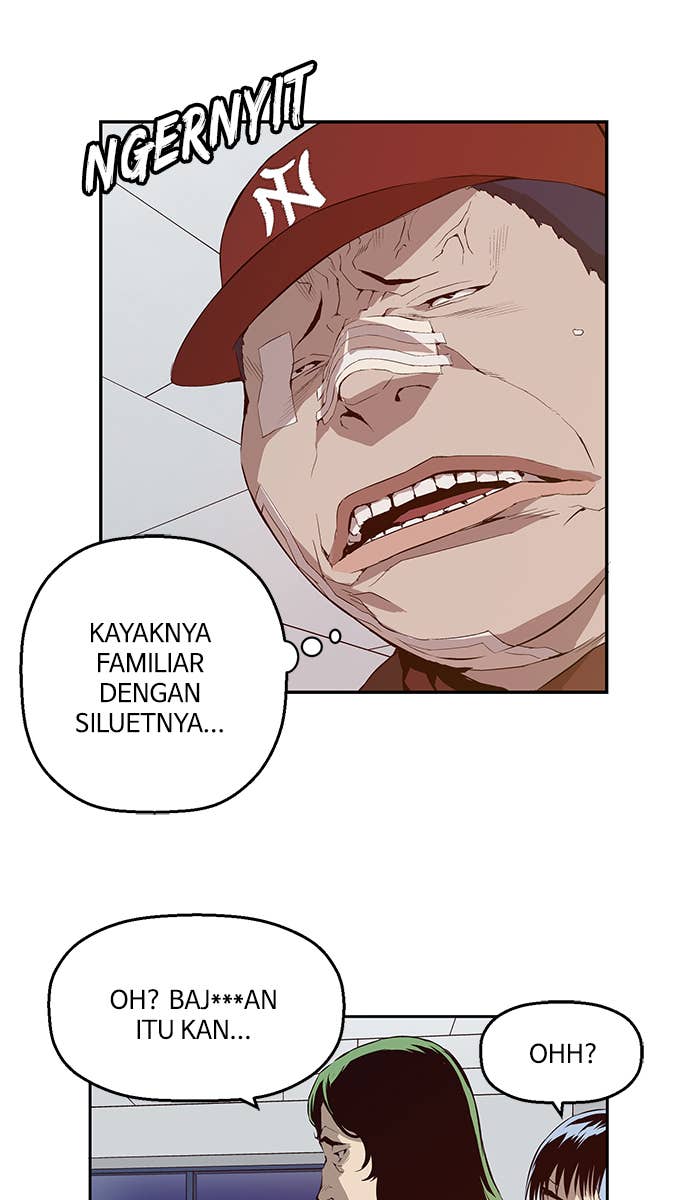 NGERNYIT
NY
KAYAKNYA
FAMILIAR
DENGAN
SILUETNYA...
OH? BAJ***AN
ITU KAN...
OHH?